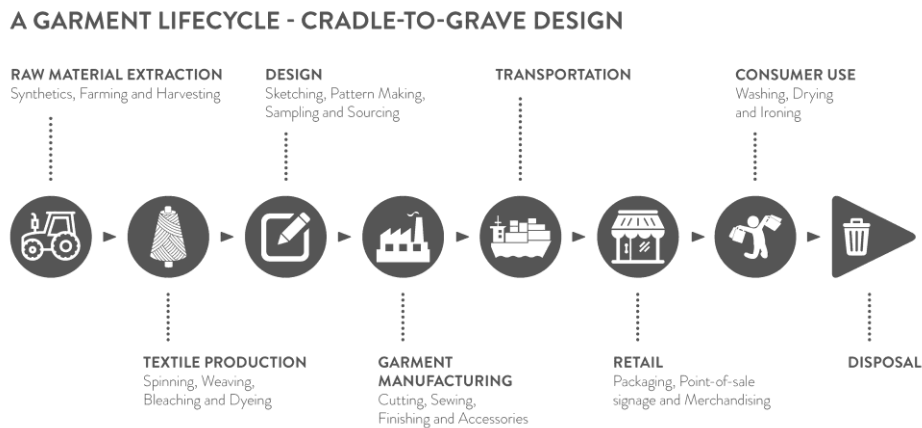 A GARMENT LIFECYCLE - CRADLE-TO-GRAVE DESIGN
RAW MATERIAL EXTRACTION
Synthetics, Farming and Harvesting
DESIGN
Sketching, Pattern Making,
Sampling and Sourcing
TRANSPORTATION
CONSUMER USE
Washing, Drying
and Ironing
TEXTILE PRODUCTION
Spinning, Weaving,
Bleaching and Dyeing
GARMENT
MANUFACTURING
Cutting, Sewing,
Finishing and Accessories
RETAIL
Packaging, Point-of-sale
signage and Merchandising
DISPOSAL